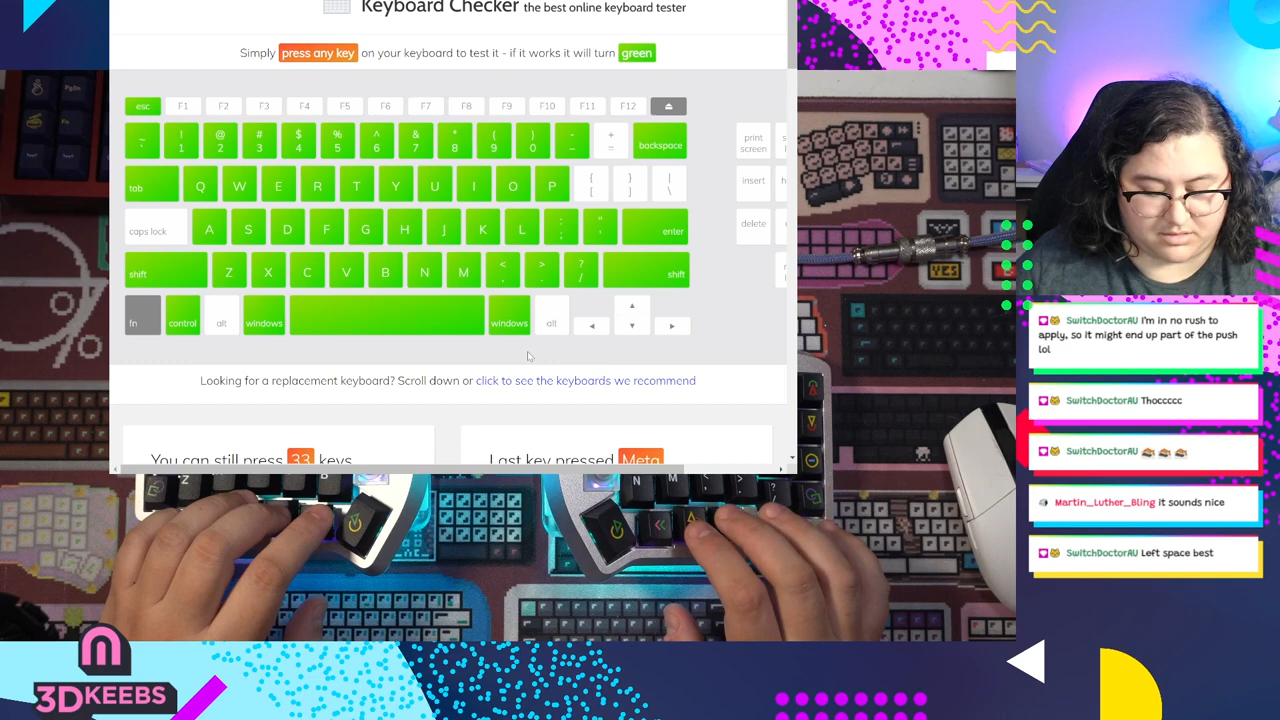 Keyboard Checker the best online keyboard tester
Simply press any key on your keyboard to test it - if it works it will turn green
esc F1 F2 F3 F4 F5 F6 F7 F8 F9 F10 F11 F12 ⏏
~ ! @ # $ % ^ & * ( ) - + backspace
` 1 2 3 4 5 6 7 8 9 0 - =
print screen
tab Q W E R T Y U I O P { } |
[ ] \
insert
caps lock A S D F G H J K L : " enter
; '
delete
shift Z X C V B N M < > ? shift
, . /
fn control alt windows windows alt ◄ ▲ ▼ ►
Looking for a replacement keyboard? Scroll down or click to see the keyboards we recommend
You can still press 33 key
Last key pressed Meta
PgDn
YES
Z
B
N M < > ?
SwitchDoctorAU I'm in no rush to
apply, so it might end up part of the push
lol
SwitchDoctorAU Thoccccc
SwitchDoctorAU
Martin_Luther_Bling it sounds nice
SwitchDoctorAU Left space best
3DKEEBS